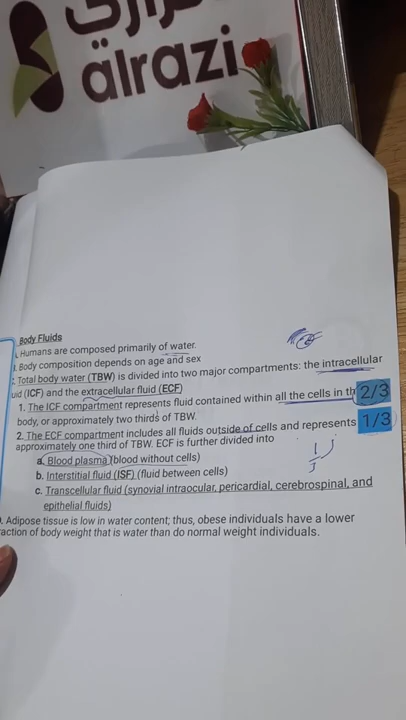 alrazi
Body Fluids
Humans are composed primarily of water.
Body composition depends on age and sex
Total body water (TBW) is divided into two major compartments: the intracellular
uid (ICF) and the extracellular fluid (ECF)
1. The ICF compartment represents fluid contained within all the cells in th 2/3
body, or approximately two thirds of TBW.
2. The ECF compartment includes all fluids outside of cells and represents 1/3
approximately one third of TBW. ECF is further divided into
a. Blood plasma (blood without cells)
b. Interstitial fluid (ISF) (fluid between cells)
c. Transcellular fluid (synovial intraocular, pericardial, cerebrospinal, and
epithelial fluids)
. Adipose tissue is low in water content; thus, obese individuals have a lower
action of body weight that is water than do normal weight individuals.